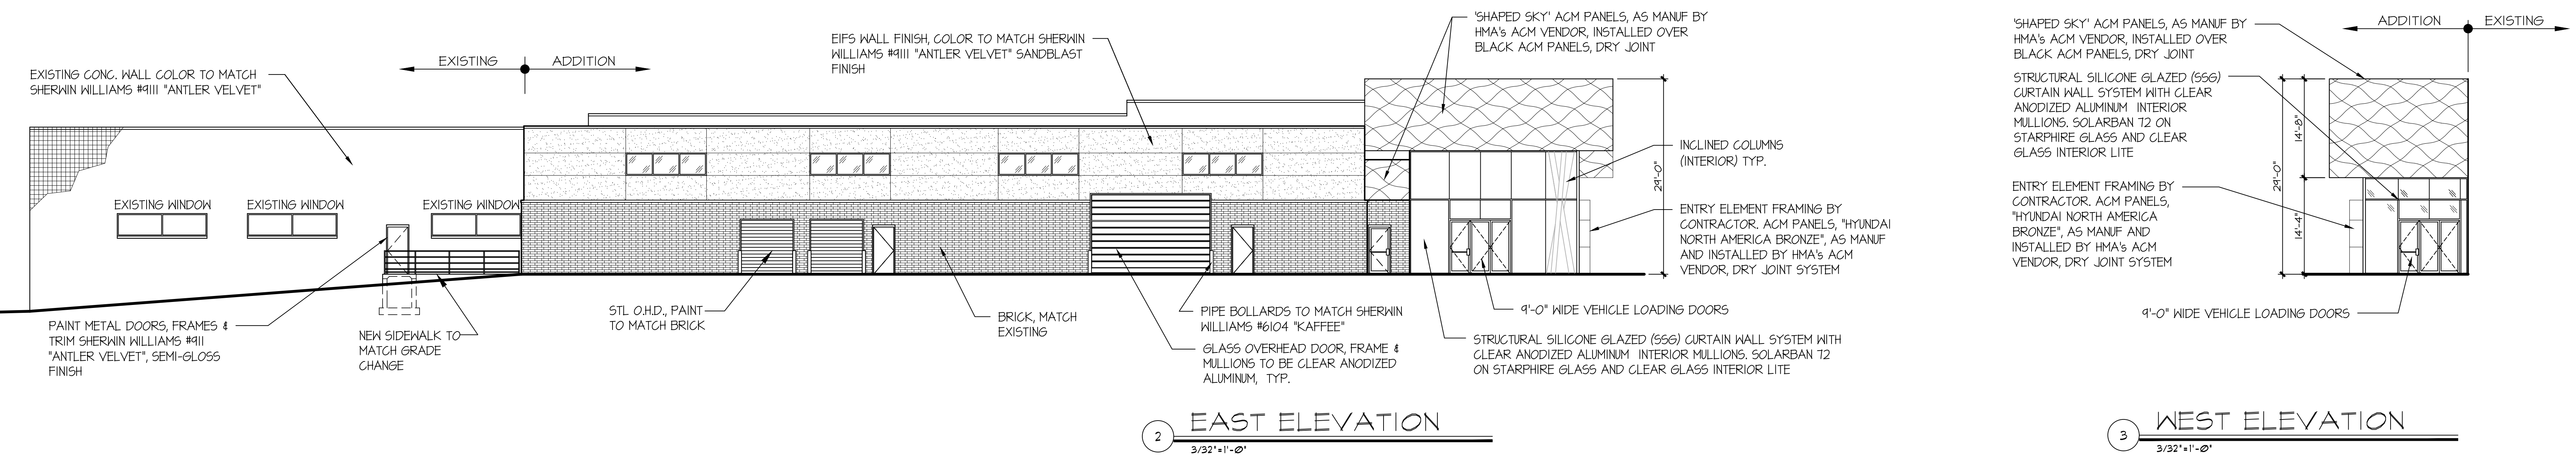 EXISTING CONC. WALL COLOR TO MATCH
SHERWIN WILLIAMS #9111 "ANTLER VELVET"
EXISTING
ADDITION
EIFS WALL FINISH, COLOR TO MATCH SHERWIN
WILLIAMS #9111 "ANTLER VELVET" SANDBLAST
FINISH
'SHAPED SKY' ACM PANELS, AS MANUF BY
HMA's ACM VENDOR, INSTALLED OVER
BLACK ACM PANELS, DRY JOINT
EXISTING WINDOW
EXISTING WINDOW
EXISTING WINDOW
29'-0"
INCLINED COLUMNS
(INTERIOR) TYP.
ENTRY ELEMENT FRAMING BY
CONTRACTOR. ACM PANELS, "HYUNDAI
NORTH AMERICA BRONZE", AS MANUF
AND INSTALLED BY HMA's ACM
VENDOR, DRY JOINT SYSTEM
PAINT METAL DOORS, FRAMES &
TRIM SHERWIN WILLIAMS #911
"ANTLER VELVET", SEMI-GLOSS
FINISH
NEW SIDEWALK TO
MATCH GRADE
CHANGE
STL O.H.D., PAINT
TO MATCH BRICK
BRICK, MATCH
EXISTING
PIPE BOLLARDS TO MATCH SHERWIN
WILLIAMS #6104 "KAFFEE"
GLASS OVERHEAD DOOR, FRAME &
MULLIONS TO BE CLEAR ANODIZED
ALUMINUM, TYP.
9'-0" WIDE VEHICLE LOADING DOORS
STRUCTURAL SILICONE GLAZED (SSG) CURTAIN WALL SYSTEM WITH
CLEAR ANODIZED ALUMINUM INTERIOR MULLIONS. SOLARBAN 72
ON STARPHIRE GLASS AND CLEAR GLASS INTERIOR LITE
2
EAST ELEVATION
3/32"=1'-0"
'SHAPED SKY' ACM PANELS, AS MANUF BY
HMA's ACM VENDOR, INSTALLED OVER
BLACK ACM PANELS, DRY JOINT
STRUCTURAL SILICONE GLAZED (SSG)
CURTAIN WALL SYSTEM WITH CLEAR
ANODIZED ALUMINUM INTERIOR
MULLIONS. SOLARBAN 72 ON
STARPHIRE GLASS AND CLEAR
GLASS INTERIOR LITE
ENTRY ELEMENT FRAMING BY
CONTRACTOR. ACM PANELS,
"HYUNDAI NORTH AMERICA
BRONZE", AS MANUF AND
INSTALLED BY HMA's ACM
VENDOR, DRY JOINT SYSTEM
9'-0" WIDE VEHICLE LOADING DOORS
ADDITION
EXISTING
29'-0"
14'-8"
14'-4"
3
WEST ELEVATION
3/32"=1'-0"